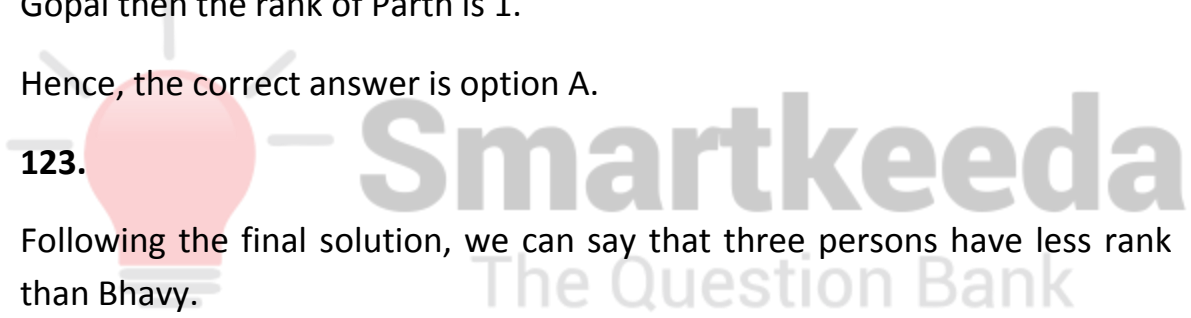 Gopal then the rank of Parth is 1.
Hence, the correct answer is option A.
Smartkeeda
123.
Following the final solution, we can say that three persons have less rank
The Question Bank
than Bhavy.